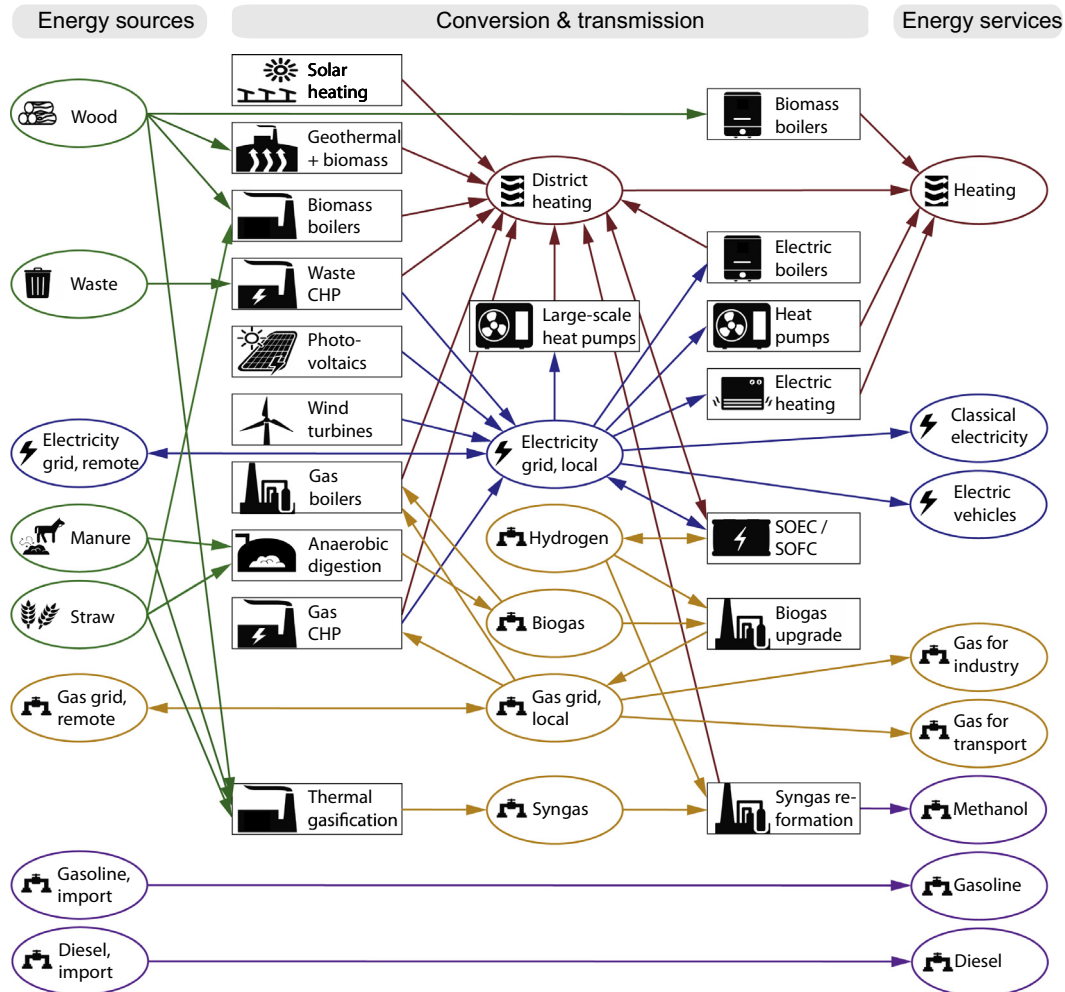 Energy sources
Conversion & transmission
Energy services
Solar
heating
Wood
Biomass
boilers
Geothermal
+ biomass
District
heating
Heating
Biomass
boilers
Electric
boilers
Waste
Waste
CHP
Large-scale
heat pumps
Heat
pumps
Photo-
voltaics
Electric
heating
Wind
turbines
Classical
electricity
Electricity
grid, remote
Electricity
grid, local
Gas
boilers
Electric
vehicles
Manure
Anaerobic
digestion
Hydrogen
SOEC /
SOFC
Straw
Gas
CHP
Biogas
Biogas
upgrade
Gas for
industry
Gas grid,
remote
Gas grid,
local
Gas for
transport
Thermal
gasification
Syngas
Syngas re-
formation
Methanol
Gasoline,
import
Gasoline
Diesel,
import
Diesel